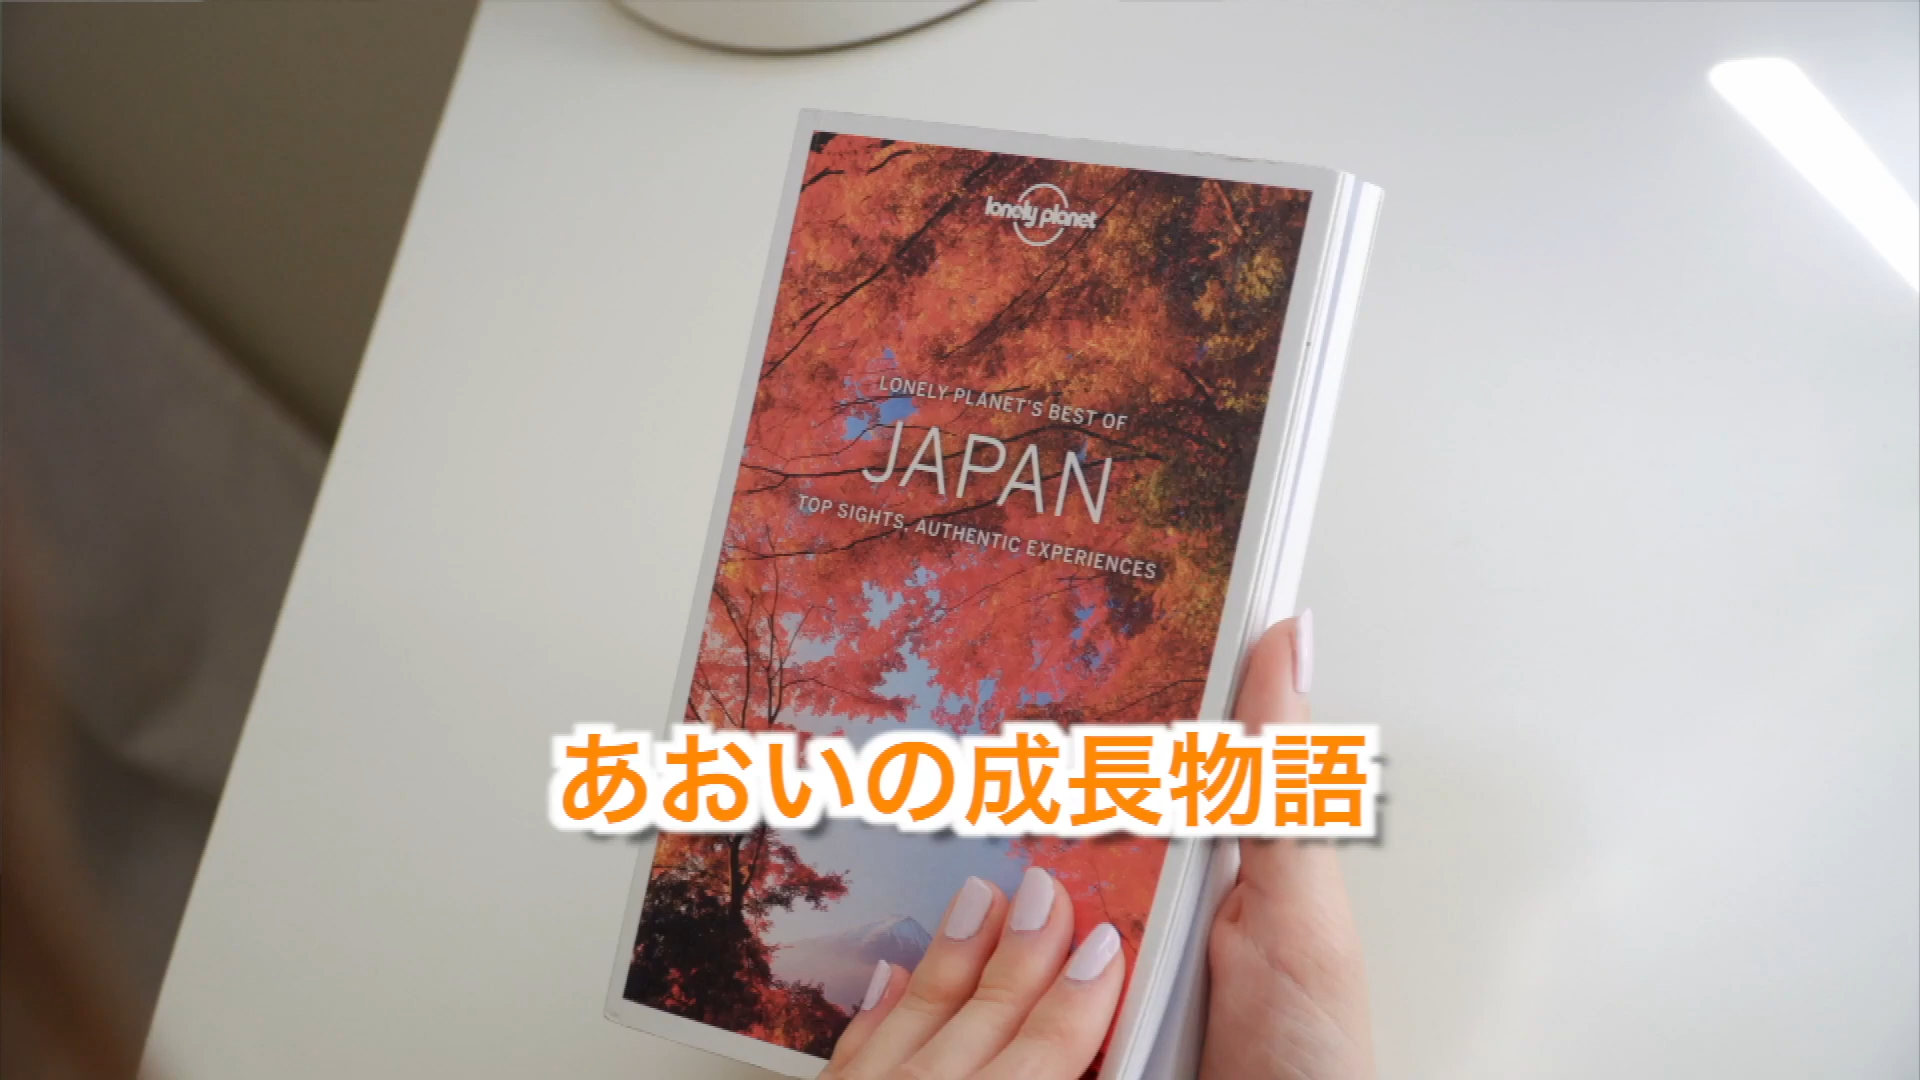 lonely planet
LONELY PLANET'S BEST OF
JAPAN
TOP SIGHTS, AUTHENTIC EXPERIENCES
あおいの成長物語